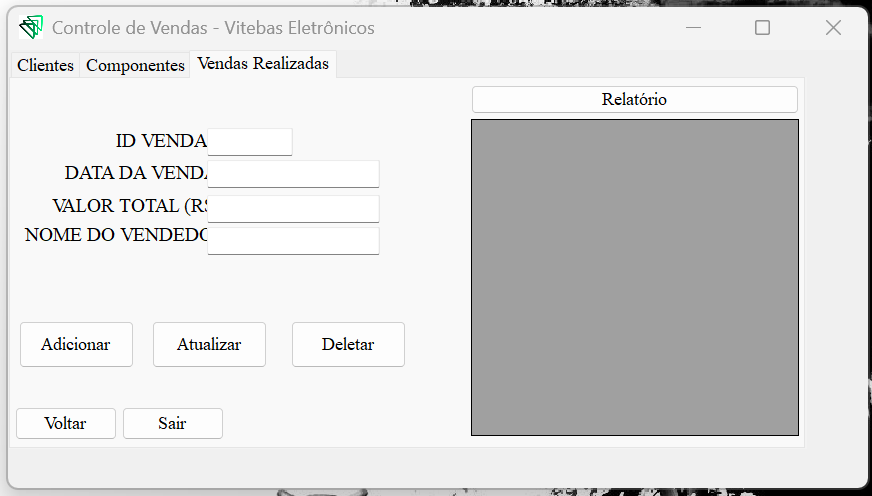 Controle de Vendas - Vitebas Eletrônicos
Clientes Componentes Vendas Realizadas
Relatório
ID VENDA
DATA DA VENDA
VALOR TOTAL (R$
NOME DO VENDEDO
Adicionar Atualizar Deletar
Voltar Sair